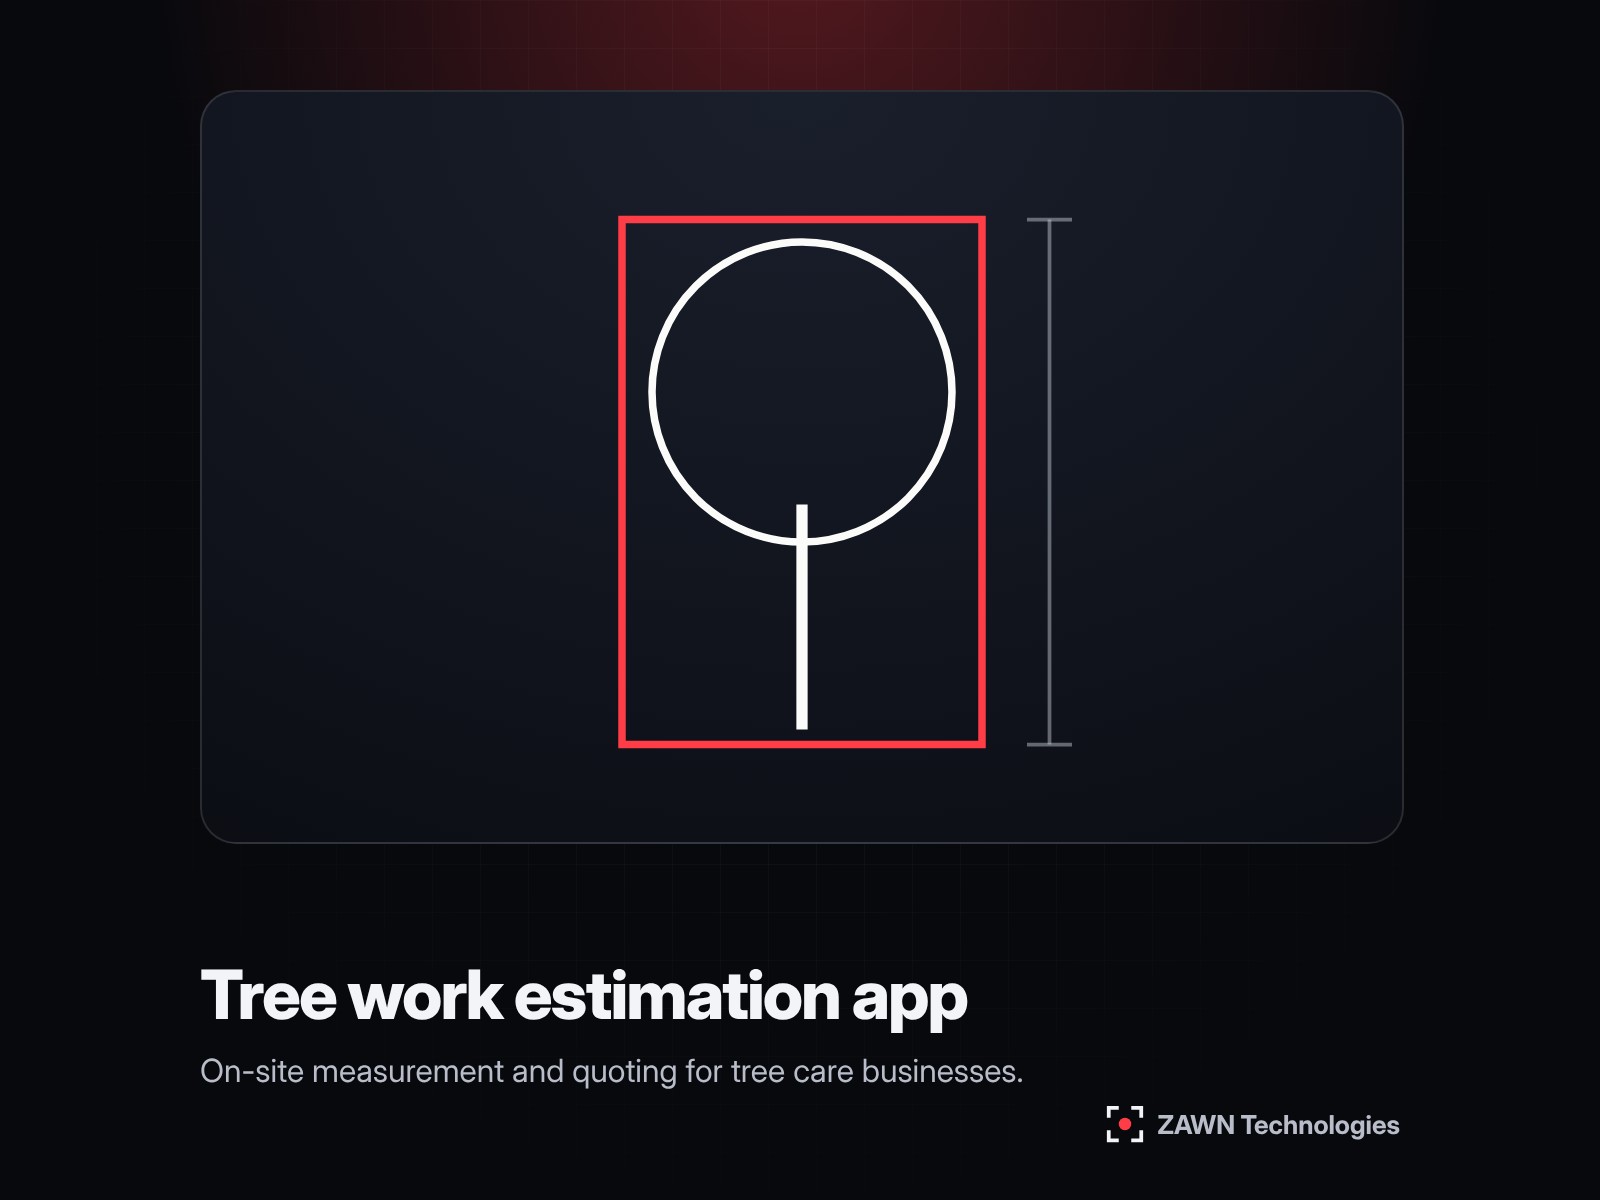 Tree work estimation app
On-site measurement and quoting for tree care businesses.
ZAWN Technologies